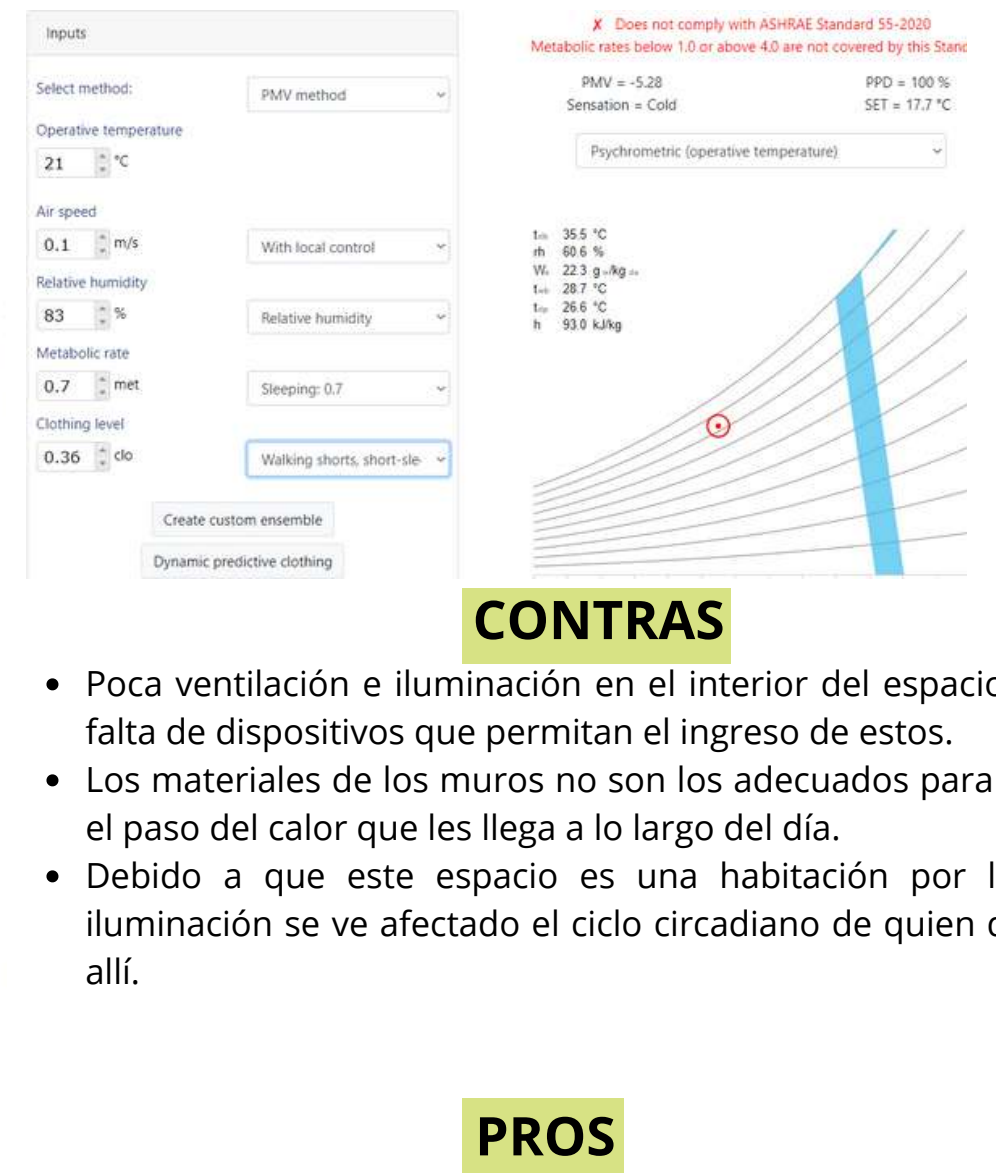 Inputs
Select method:
PMV method
Operative temperature
21 °C
Air speed
0.1 m/s
With local control
Relative humidity
83 %
Relative humidity
Metabolic rate
0.7 met
Sleeping: 0.7
Clothing level
0.36 clo
Walking shorts, short-sle
Create custom ensemble
Dynamic predictive clothing
✗ Does not comply with ASHRAE Standard 55-2020
Metabolic rates below 1.0 or above 4.0 are not covered by this Stand
PMV = -5.28 PPD = 100 %
Sensation = Cold SET = 17.7 °C
Psychrometric (operative temperature)
35.5 °C
rh 60.6 %
22.3
28.7 °C
26.6 °C
h 93.0 kJ/kg
CONTRAS
• Poca ventilación e iluminación en el interior del espacio
falta de dispositivos que permitan el ingreso de estos.
• Los materiales de los muros no son los adecuados para
el paso del calor que les llega a lo largo del día.
• Debido a que este espacio es una habitación por l
iluminación se ve afectado el ciclo circadiano de quien
allí.
PROS